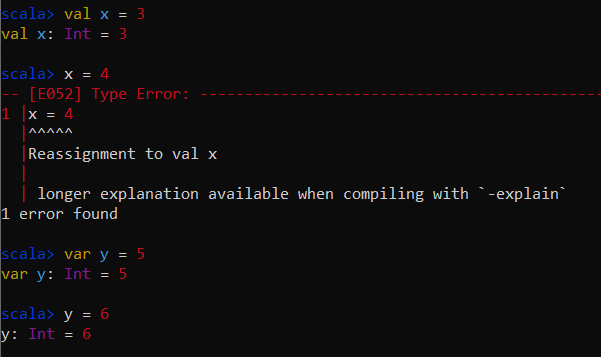 scala> val x = 3
val x: Int = 3
scala> x = 4
-- [E052] Type Error: --------------------------------------------
1 |x = 4
|^^^^^
|Reassignment to val x
|
| longer explanation available when compiling with `-explain`
1 error found
scala> var y = 5
var y: Int = 5
scala> y = 6
y: Int = 6